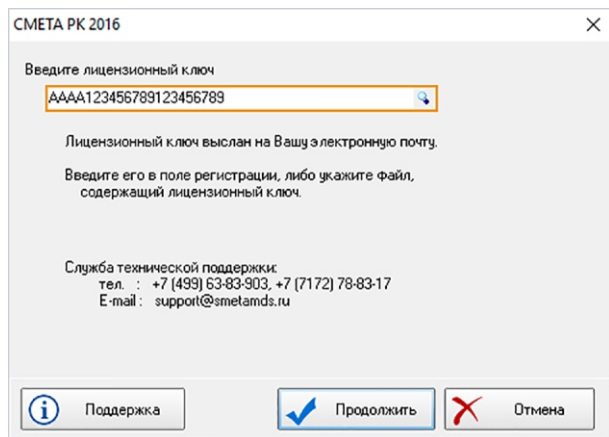 СМЕТА РК 2016
Введите лицензионный ключ
AAAA123456789123456789
Лицензионный ключ выслан на Вашу электронную почту.
Введите его в поле регистрации, либо укажите файл,
содержащий лицензионный ключ.
Служба технической поддержки:
тел. : +7 (499) 63-83-903, +7 (7172) 78-83-17
E-mail : support@smetamds.ru
Поддержка Продолжить Отмена